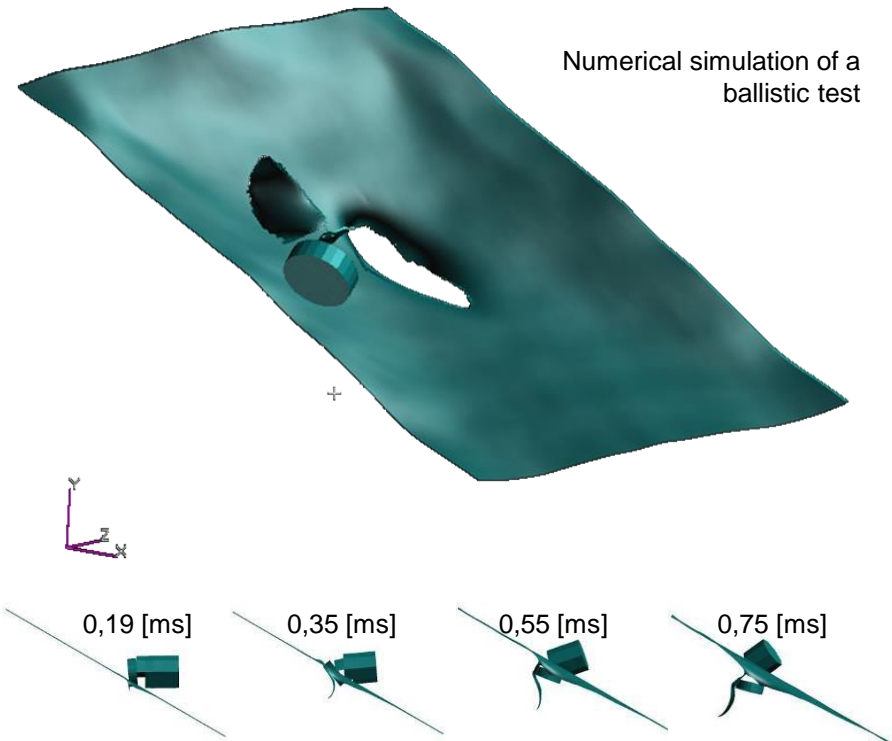 Numerical simulation of a
ballistic test
Y
Z
X
0,19 [ms]
0,35 [ms]
0,55 [ms]
0,75 [ms]